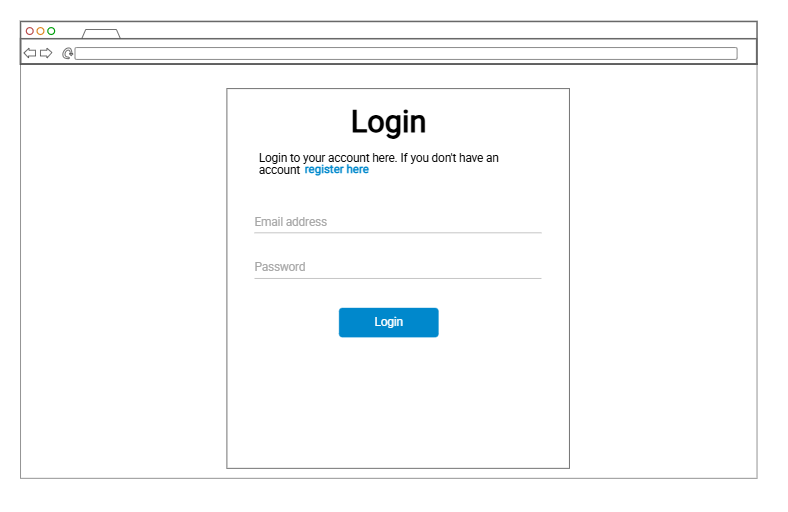 Login
Login to your account here. If you don't have an
account register here
Email address
Password
Login